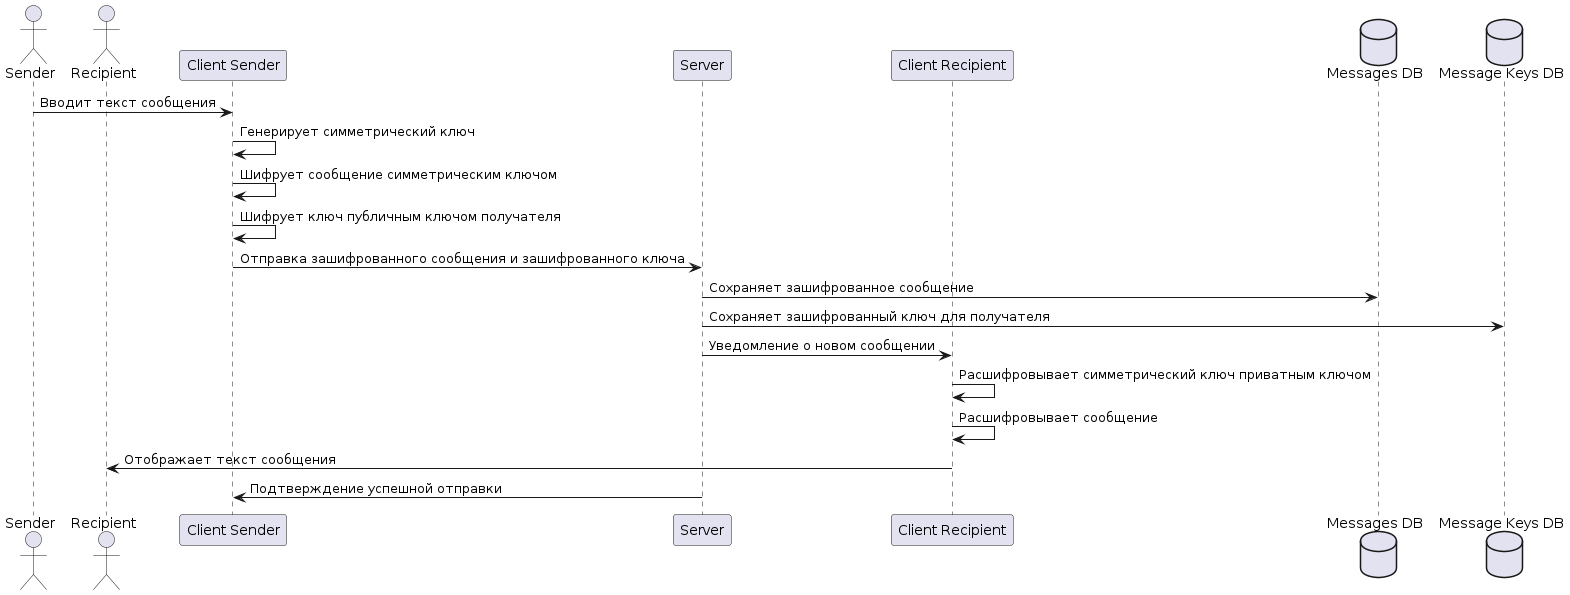 Sender
Recipient
Client Sender
Server
Client Recipient
Messages DB
Message Keys DB
Вводит текст сообщения
Генерирует симметрический ключ
Шифрует сообщение симметрическим ключом
Шифрует ключ публичным ключом получателя
Отправка зашифрованного сообщения и зашифрованного ключа
Сохраняет зашифрованное сообщение
Сохраняет зашифрованный ключ для получателя
Уведомление о новом сообщении
Расшифровывает симметрический ключ приватным ключом
Расшифровывает сообщение
Отображает текст сообщения
Подтверждение успешной отправки
Sender
Recipient
Client Sender
Server
Client Recipient
Messages DB
Message Keys DB